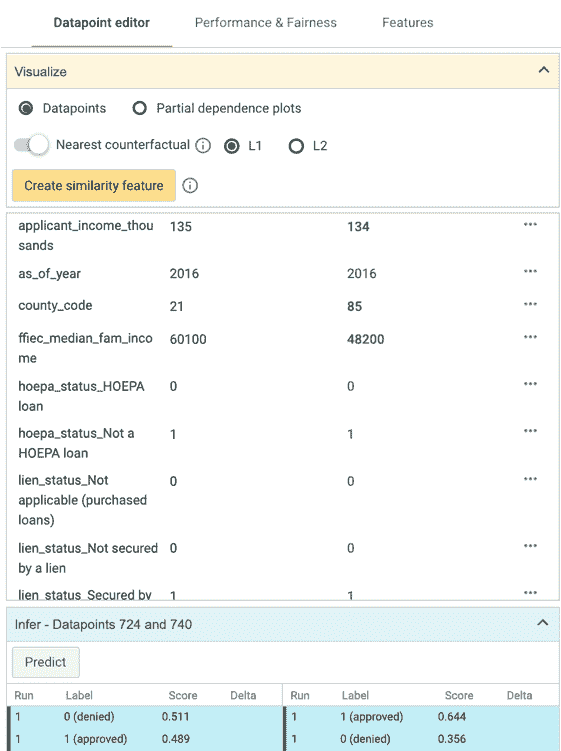 Datapoint editor Performance & Fairness Features
Visualize
Datapoints Partial dependence plots
Nearest counterfactual L1 L2
Create similarity feature
applicant_income_thou 135 134 ...
sands
as_of_year 2016 2016 ...
county_code 21 85 ...
ffiec_median_fam_inco 60100 48200 ...
me
hoepa_status_HOEPA 0 0 ...
loan
hoepa_status_Not a 1 1 ...
HOEPA loan
lien_status_Not 0 0 ...
applicable (purchased
loans)
lien_status_Not secured 0 0 ...
by a lien
lien_status_Secured by 1 1 ...
Infer - Datapoints 724 and 740
Predict
Run Label Score Delta Run Label Score Delta
1 0 (denied) 0.511 1 1 (approved) 0.644
1 1 (approved) 0.489 1 0 (denied) 0.356